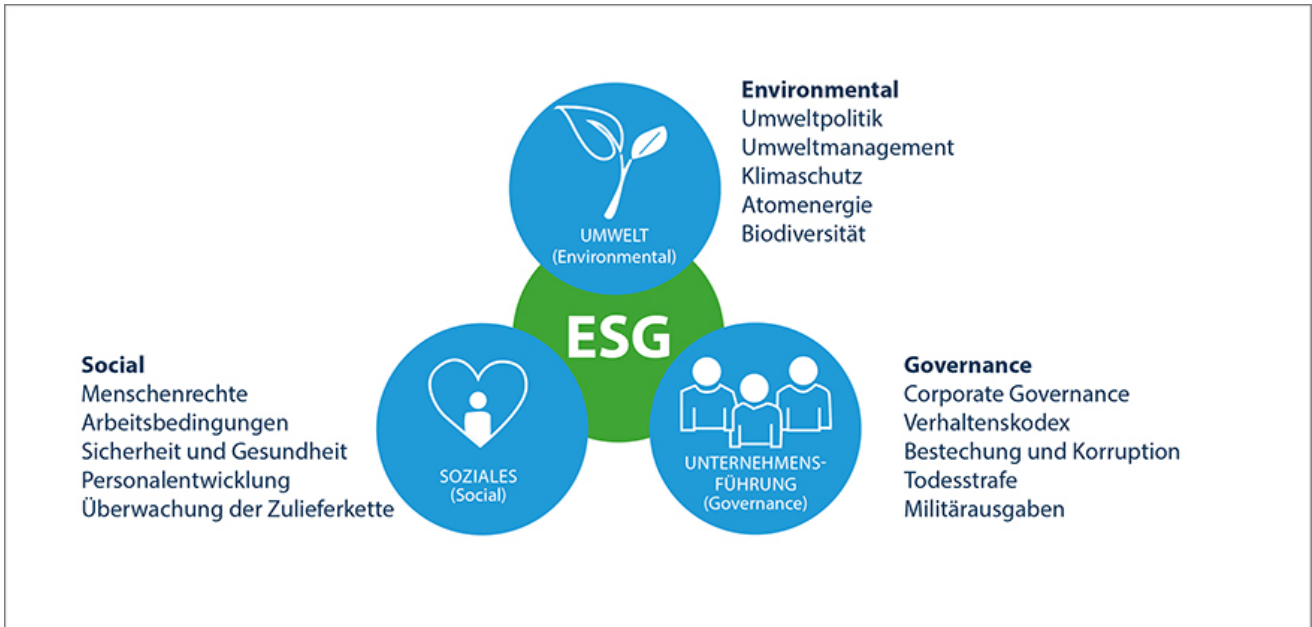 Environmental
Umweltpolitik
Umweltmanagement
Klimaschutz
Atomenergie
Biodiversität
UMWELT
(Environmental)
ESG
Social
Menschenrechte
Arbeitsbedingungen
Sicherheit und Gesundheit
Personalentwicklung
Überwachung der Zulieferkette
SOZIALES
(Social)
UNTERNEHMENS-
FÜHRUNG
(Governance)
Governance
Corporate Governance
Verhaltenskodex
Bestechung und Korruption
Todesstrafe
Militärausgaben